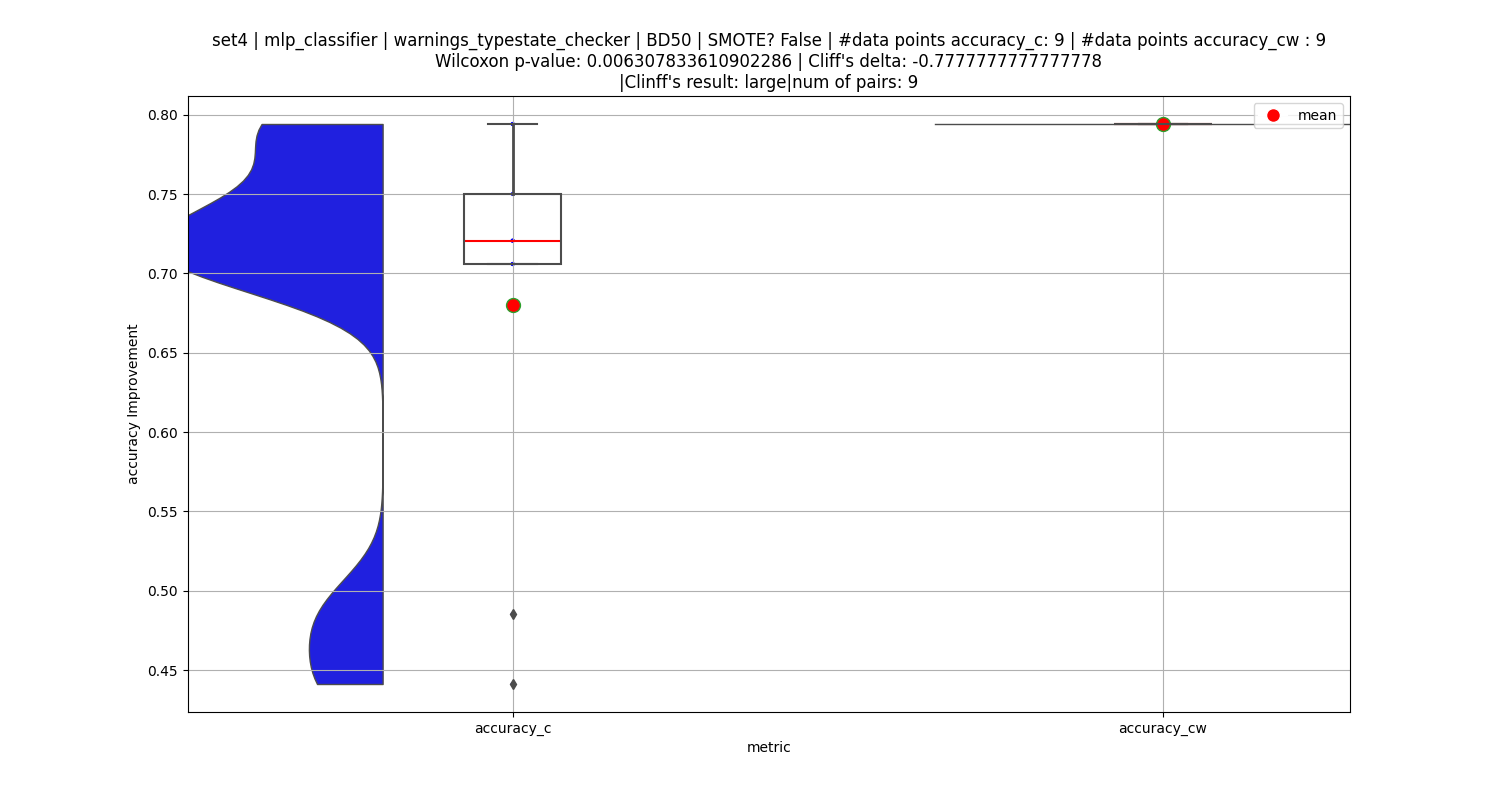 set4 | mlp_classifier | warnings_typestate_checker | BD50 | SMOTE? False | #data points accuracy_c: 9 | #data points accuracy_cw : 9
Wilcoxon p-value: 0.006307833610902286 | Cliff's delta: -0.7777777777777778
|Clinff's result: large|num of pairs: 9
mean
0.80
0.75
0.70
0.65
0.60
0.55
0.50
0.45
accuracy Improvement
accuracy_c
accuracy_cw
metric